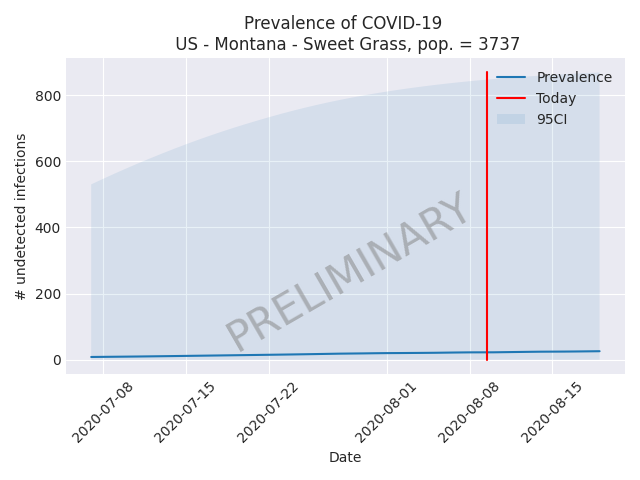 Prevalence of COVID-19
US - Montana - Sweet Grass, pop. = 3737
Prevalence
Today
95CI
800
600
400
200
0
# undetected infections
PRELIMINARY
2020-07-08
2020-07-15
2020-07-22
2020-08-01
2020-08-08
2020-08-15
Date